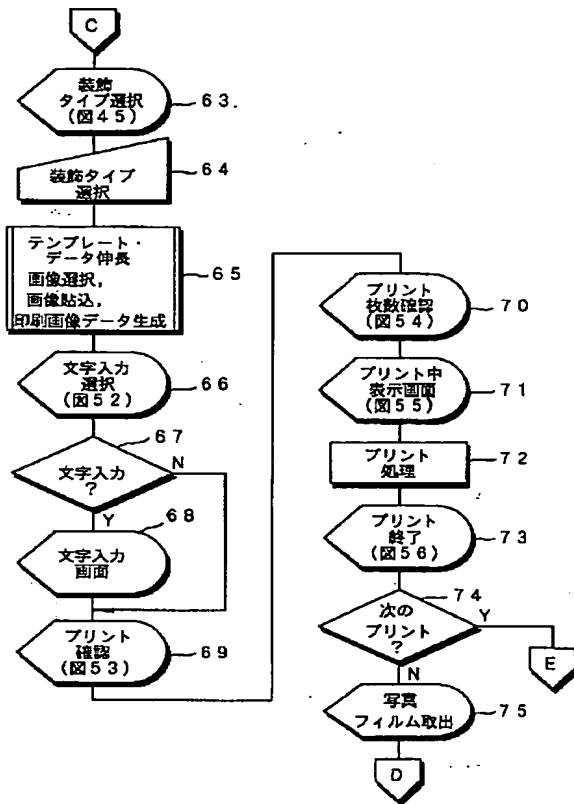 C
装飾
タイプ選択
(図45)
63
装飾タイプ
選択
64
テンプレート・
データ伸長
画像選択,
画像貼込,
印刷画像データ生成
65
文字入力
選択
(図52)
66
文字入力
?
67
N
Y
文字入力
画面
68
プリント
確認
(図53)
69
プリント
枚数確認
(図54)
70
プリント中
表示画面
(図55)
71
プリント
処理
72
プリント
終了
(図56)
73
次の
プリント
?
74
Y
E
N
写真
フィルム取出
75
D